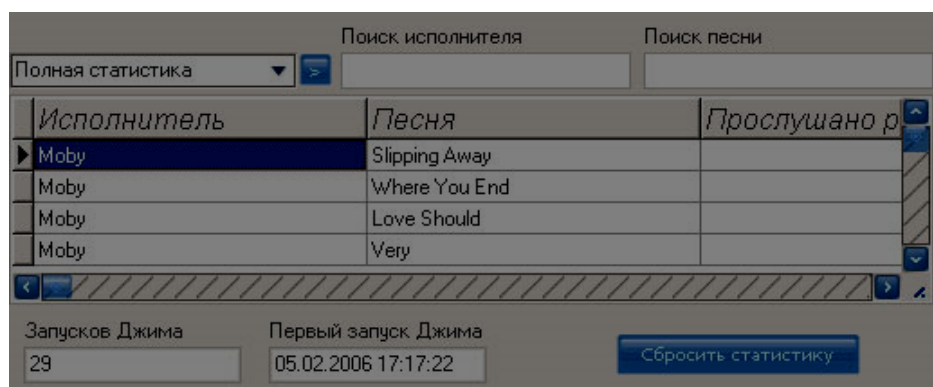 Поиск исполнителя Поиск песни
Полная статистика >
Исполнитель Песня Прослушано р
Moby Slipping Away
Moby Where You End
Moby Love Should
Moby Very
Запусков Джима Первый запуск Джима
29 05.02.2006 17:17:22 Сбросить статистику